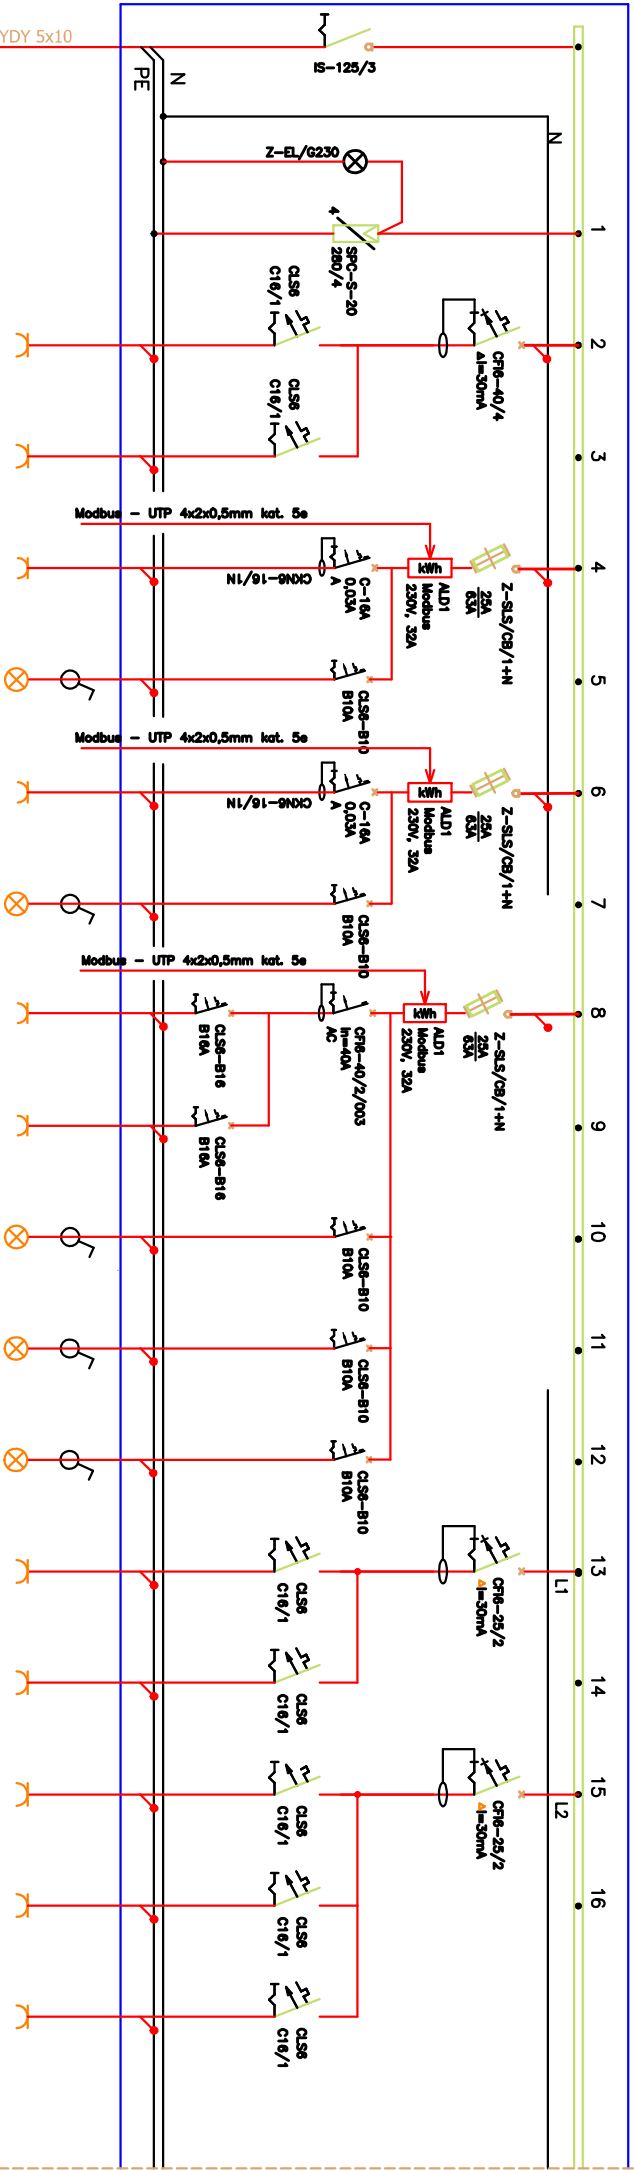 YDY 5x10
IS-125/3
PE
N
N
Z-EL/G230
1
4
SPC-S-20
280/4
CLS6
C16/1
CFI6-40/4
ΔI=30mA
2
CLS6
C16/1
3
Modbus - UTP 4x2x0,5mm kat. 5e
CKN6-16/1N
C-16A
0,03A
A
kWh
ALD1
Modbus
230V, 32A
25A
63A
Z-SLS/CB/1+N
4
CLS6-B10
B10A
5
Modbus - UTP 4x2x0,5mm kat. 5e
CKN6-16/1N
C-16A
0,03A
A
kWh
ALD1
Modbus
230V, 32A
25A
63A
Z-SLS/CB/1+N
6
CLS6-B10
B10A
7
Modbus - UTP 4x2x0,5mm kat. 5e
CLS6-B16
B16A
CFI6-40/2/003
In=40A
AC
kWh
ALD1
Modbus
230V, 32A
25A
63A
Z-SLS/CB/1+N
8
CLS6-B16
B16A
9
CLS6-B10
B10A
10
CLS6-B10
B10A
11
CLS6-B10
B10A
12
CLS6
C16/1
CFI6-25/2
ΔI=30mA
L1
13
CLS6
C16/1
14
CLS6
C16/1
CFI6-25/2
ΔI=30mA
L2
15
CLS6
C16/1
16
CLS6
C16/1